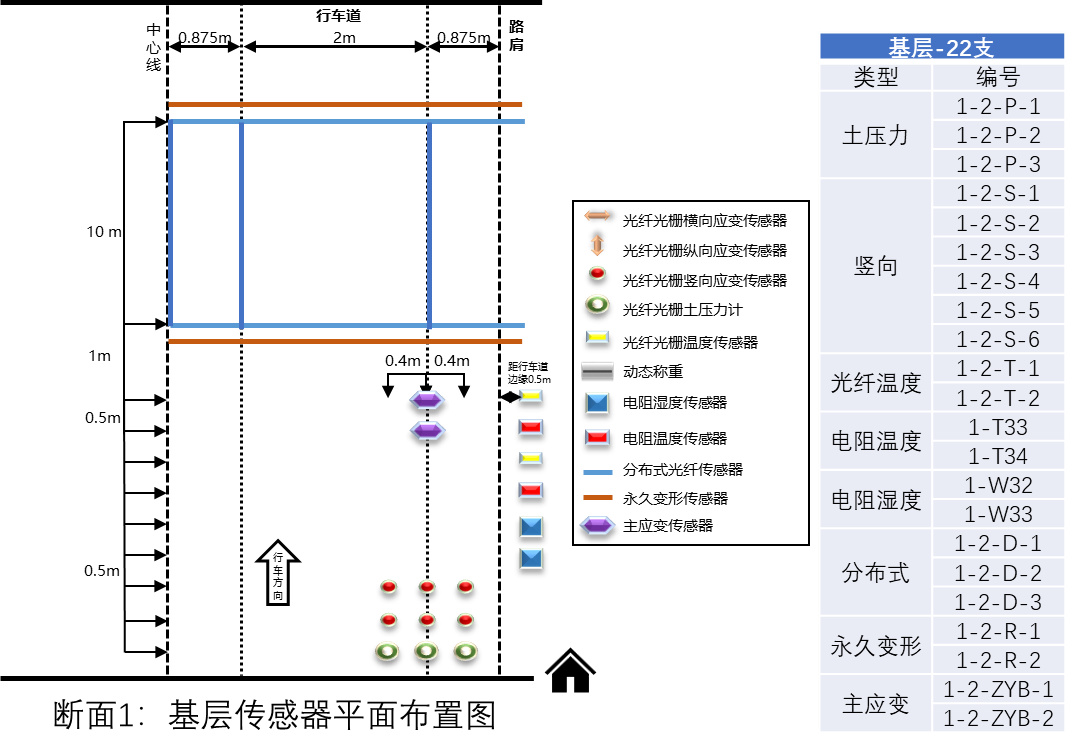 行车道
中心线
0.875m
2m
0.875m
路肩
10 m
1m
0.4m
0.4m
距行车道
边缘0.5m
0.5m
0.5m
行车方向
断面1：基层传感器平面布置图
光纤光栅横向应变传感器
光纤光栅纵向应变传感器
光纤光栅竖向应变传感器
光纤光栅土压力计
光纤光栅温度传感器
动态称重
电阻湿度传感器
电阻温度传感器
分布式光纤传感器
永久变形传感器
主应变传感器
基层-22支
类型 编号
土压力
1-2-P-1
1-2-P-2
1-2-P-3
竖向
1-2-S-1
1-2-S-2
1-2-S-3
1-2-S-4
1-2-S-5
1-2-S-6
光纤温度
1-2-T-1
1-2-T-2
电阻温度
1-T33
1-T34
电阻湿度
1-W32
1-W33
分布式
1-2-D-1
1-2-D-2
1-2-D-3
永久变形
1-2-R-1
1-2-R-2
主应变
1-2-ZYB-1
1-2-ZYB-2